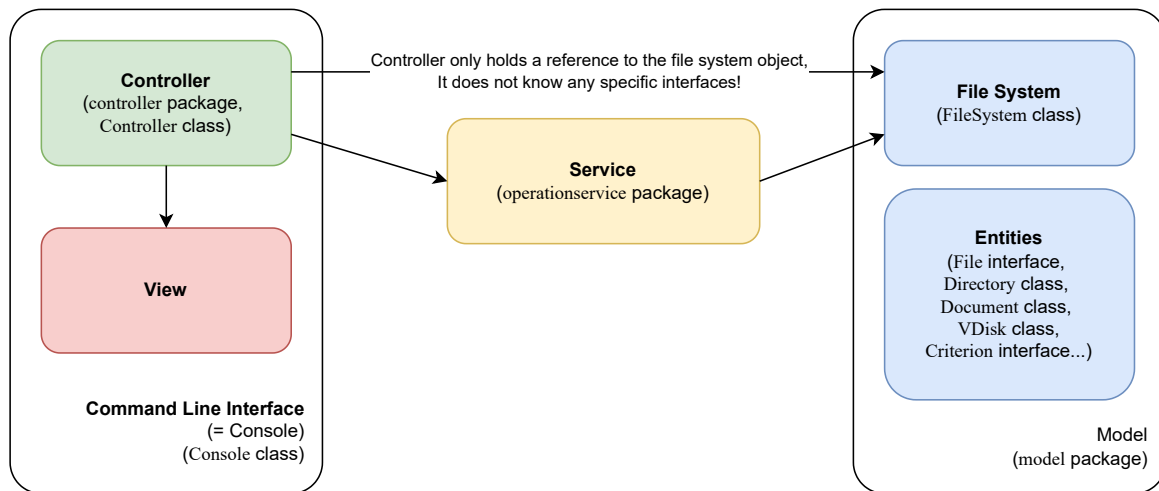 Controller
(controller package,
Controller class)
View
Command Line Interface
(= Console)
(Console class)
Controller only holds a reference to the file system object,
It does not know any specific interfaces!
Service
(operationservice package)
File System
(FileSystem class)
Entities
(File interface,
Directory class,
Document class,
VDisk class,
Criterion interface...)
Model
(model package)